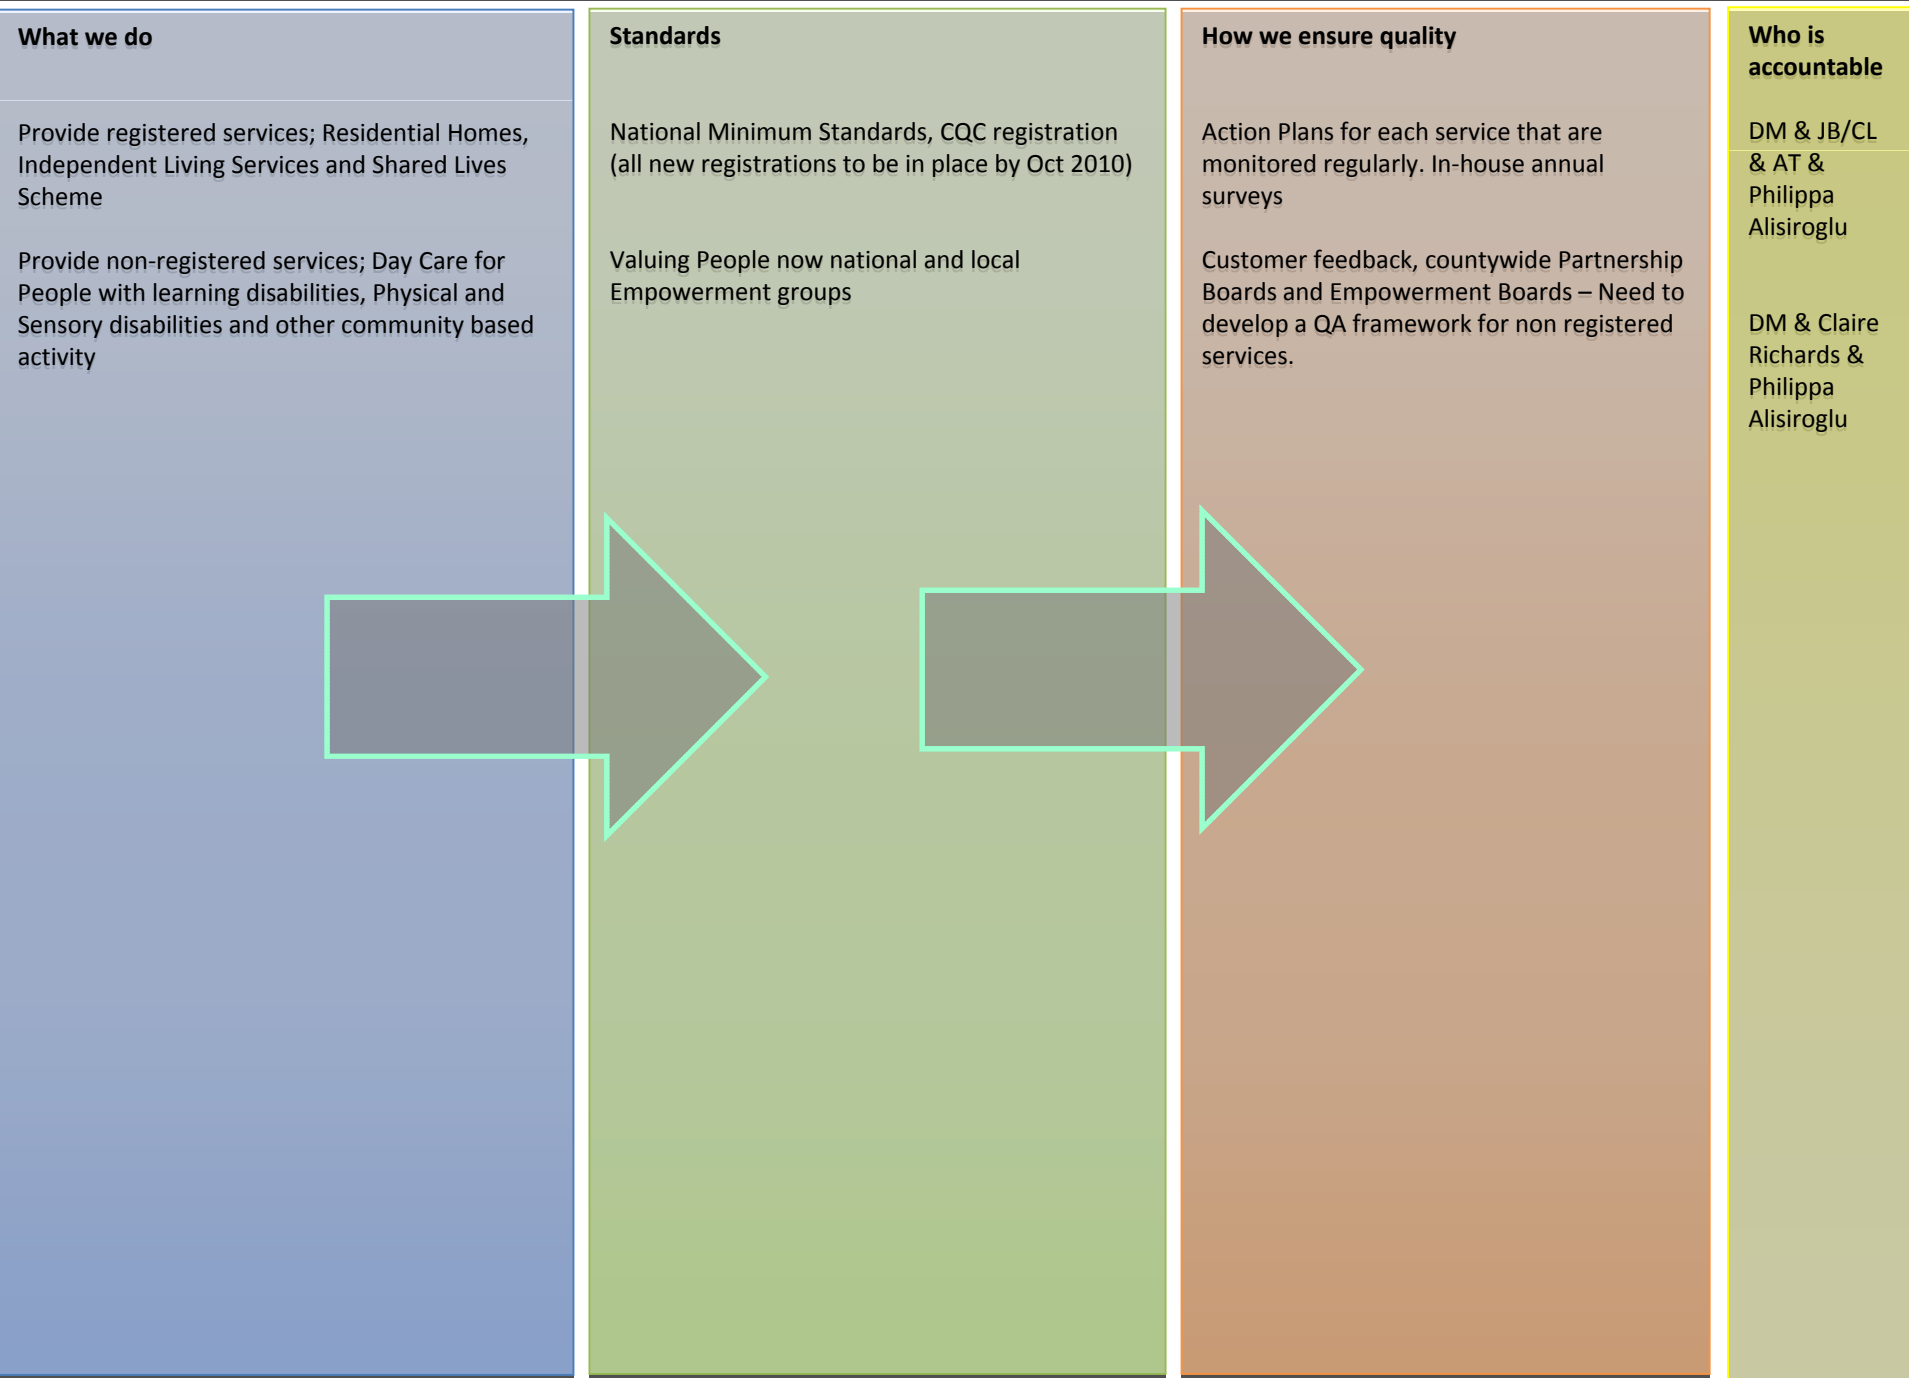 What we do
Provide registered services; Residential Homes,
Independent Living Services and Shared Lives
Scheme
Provide non-registered services; Day Care for
People with learning disabilities, Physical and
Sensory disabilities and other community based
activity
Standards
National Minimum Standards, CQC registration
(all new registrations to be in place by Oct 2010)
Valuing People now national and local
Empowerment groups
How we ensure quality
Action Plans for each service that are
monitored regularly. In-house annual
surveys
Customer feedback, countywide Partnership
Boards and Empowerment Boards – Need to
develop a QA framework for non registered
services.
Who is
accountable
DM & JB/CL
& AT &
Philippa
Alisiroglu
DM & Claire
Richards &
Philippa
Alisiroglu